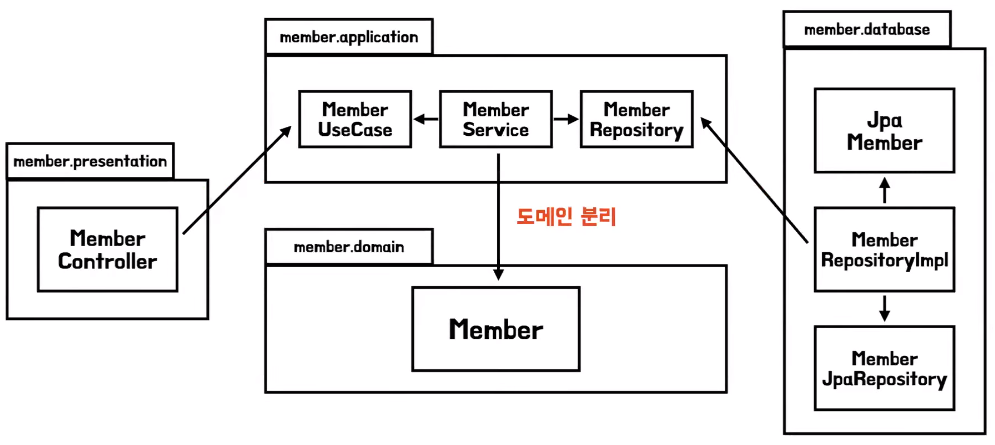 member.application
Member
UseCase
Member
Service
Member
Repository
member.presentation
Member
Controller
도메인 분리
member.domain
Member
member.database
Jpa
Member
Member
RepositoryImpl
Member
JpaRepository